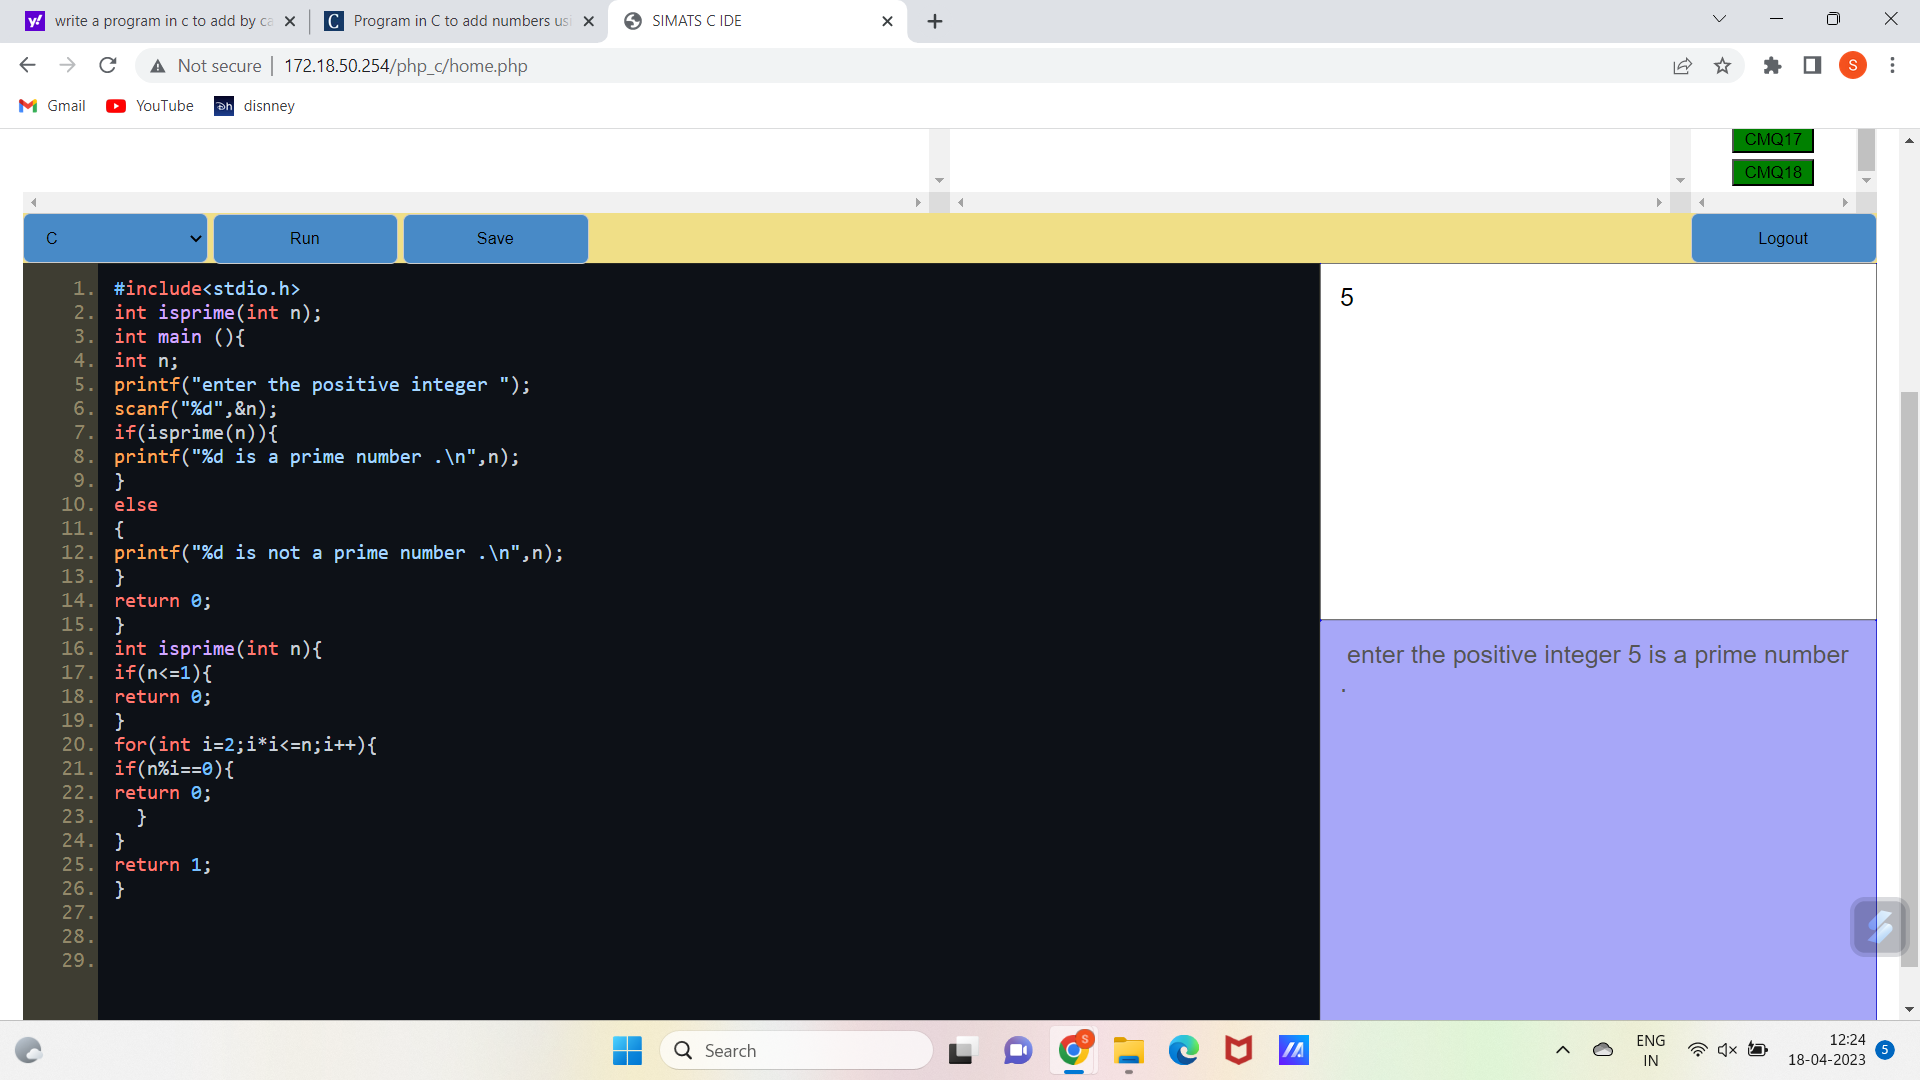 write a program in c to add by ca
Program in C to add numbers usi
SIMATS C IDE
Not secure
172.18.50.254/php_c/home.php
S
Gmail
YouTube
disnney
CMQ17
CMQ18
C
Run
Save
Logout
1. #include<stdio.h>
2. int isprime(int n);
3. int main (){
4. int n;
5. printf("enter the positive integer ");
6. scanf("%d",&n);
7. if(isprime(n)){
8. printf("%d is a prime number .\n",n);
9. }
10. else
11. {
12. printf("%d is not a prime number .\n",n);
13. }
14. return 0;
15. }
16. int isprime(int n){
17. if(n<=1){
18. return 0;
19. }
20. for(int i=2;i*i<=n;i++){
21. if(n%i==0){
22. return 0;
23.   }
24. }
25. return 1;
26. }
27.
28.
29.
5
enter the positive integer 5 is a prime number
.
Search
S
ENG
IN
12:24
18-04-2023
5